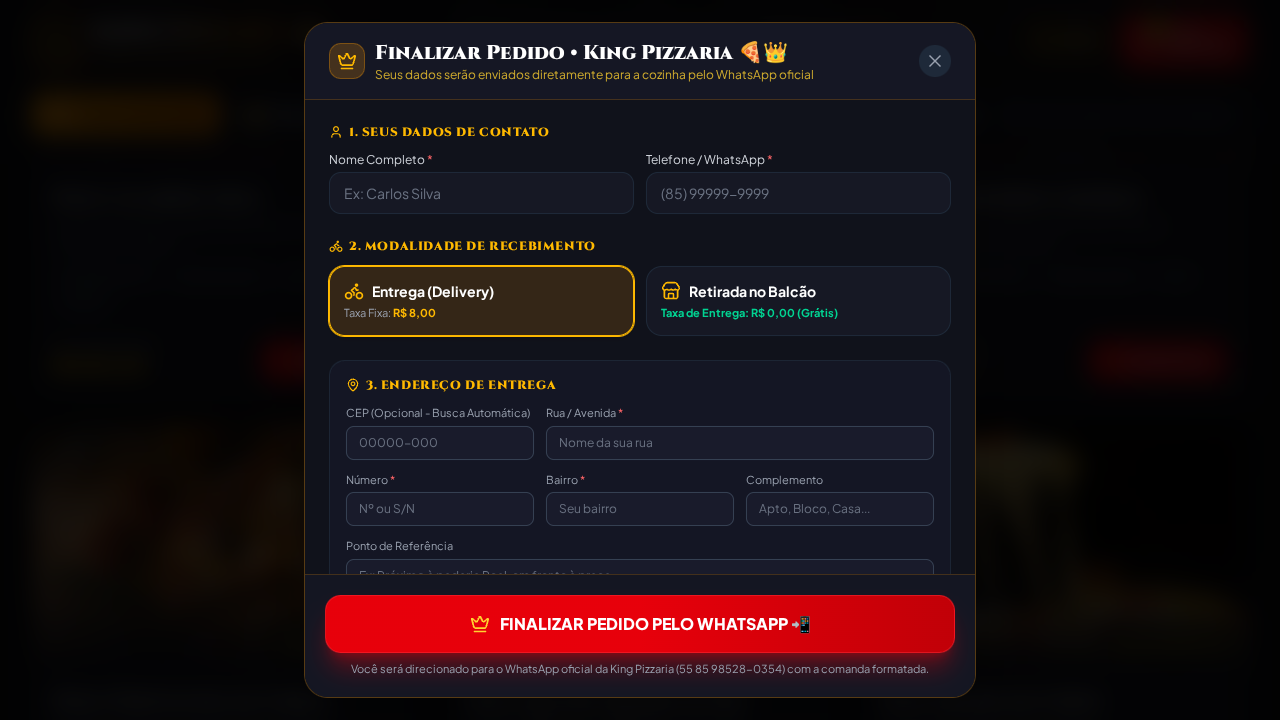 Finalizar Pedido • King Pizzaria 🍕👑
Seus dados serão enviados diretamente para a cozinha pelo WhatsApp oficial
1. SEUS DADOS DE CONTATO
Nome Completo *
Telefone / WhatsApp *
Ex: Carlos Silva
(85) 99999-9999
2. MODALIDADE DE RECEBIMENTO
Entrega (Delivery)
Taxa Fixa: R$ 8,00
Retirada no Balcão
Taxa de Entrega: R$ 0,00 (Grátis)
3. ENDEREÇO DE ENTREGA
CEP (Opcional - Busca Automática)
Rua / Avenida *
00000-000
Nome da sua rua
Número *
Bairro *
Complemento
Nº ou S/N
Seu bairro
Apto, Bloco, Casa...
Ponto de Referência
FINALIZAR PEDIDO PELO WHATSAPP 📲
Você será direcionado para o WhatsApp oficial da King Pizzaria (55 85 98528-0354) com a comanda formatada.